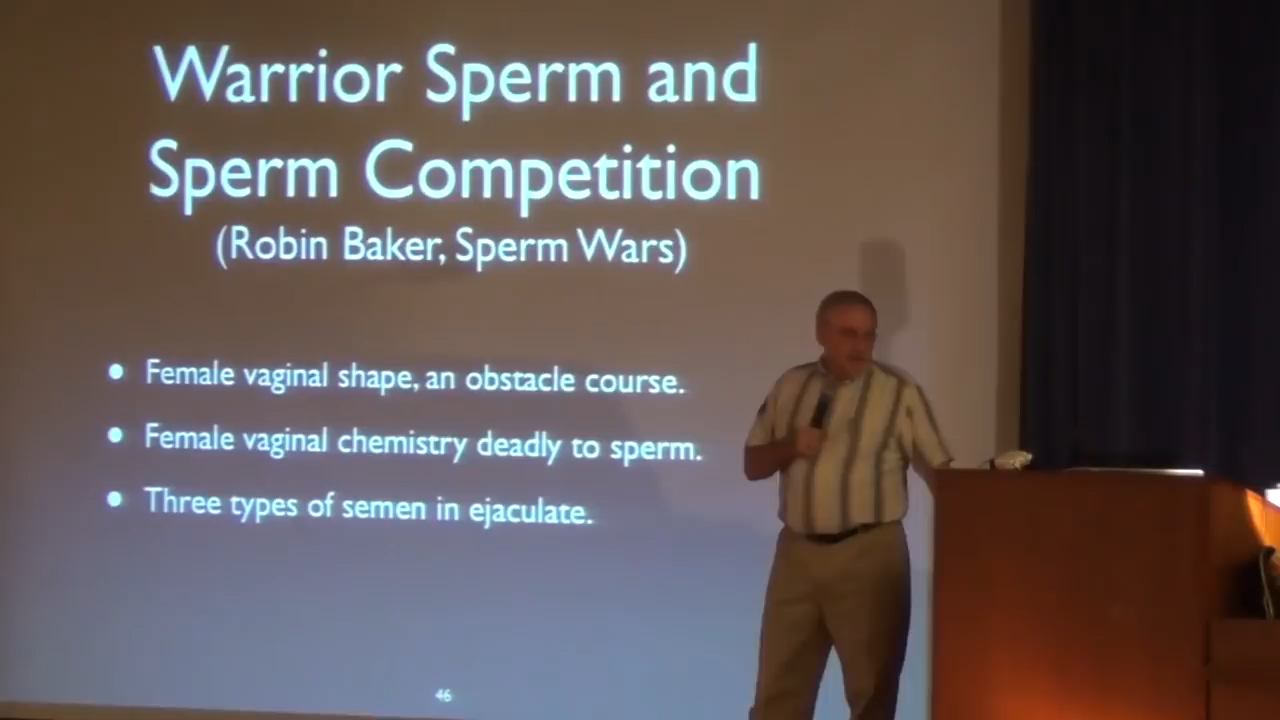 Warrior Sperm and
Sperm Competition
(Robin Baker, Sperm Wars)
• Female vaginal shape, an obstacle course.
• Female vaginal chemistry deadly to sperm.
• Three types of semen in ejaculate.
46